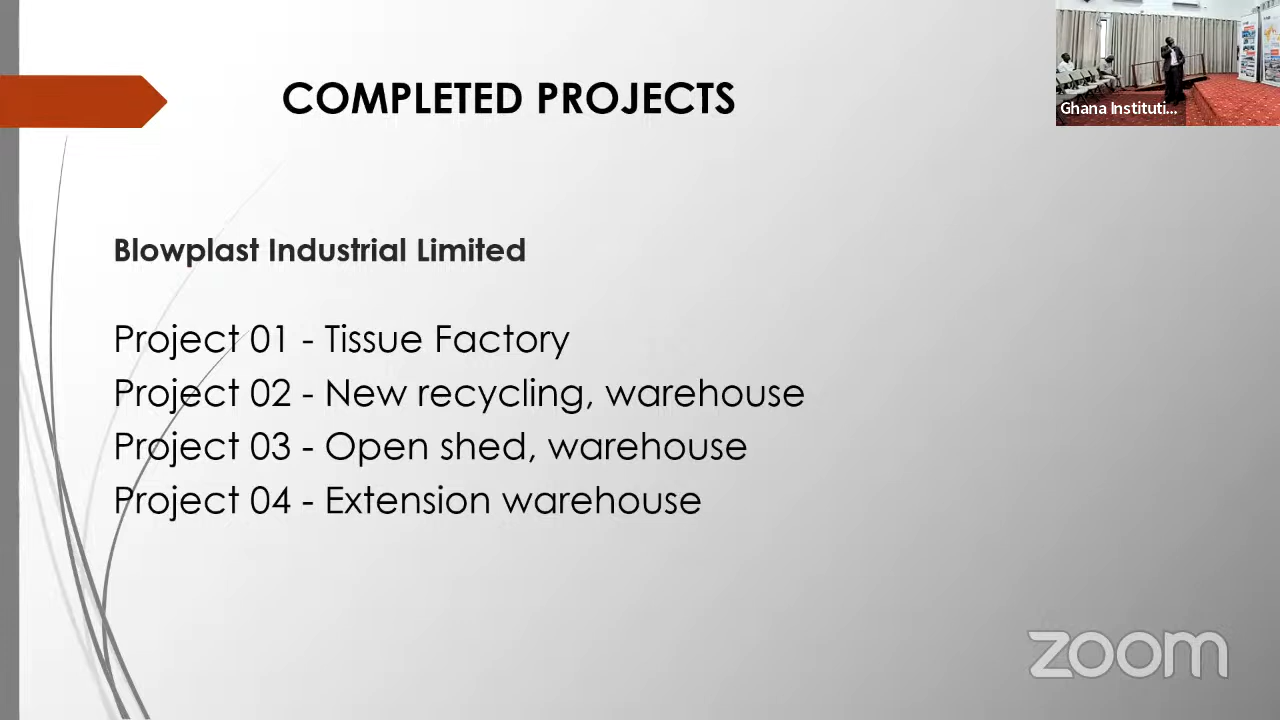 COMPLETED PROJECTS
Ghana Instituti...
Blowplast Industrial Limited
Project 01 - Tissue Factory
Project 02 - New recycling, warehouse
Project 03 - Open shed, warehouse
Project 04 - Extension warehouse
zoom